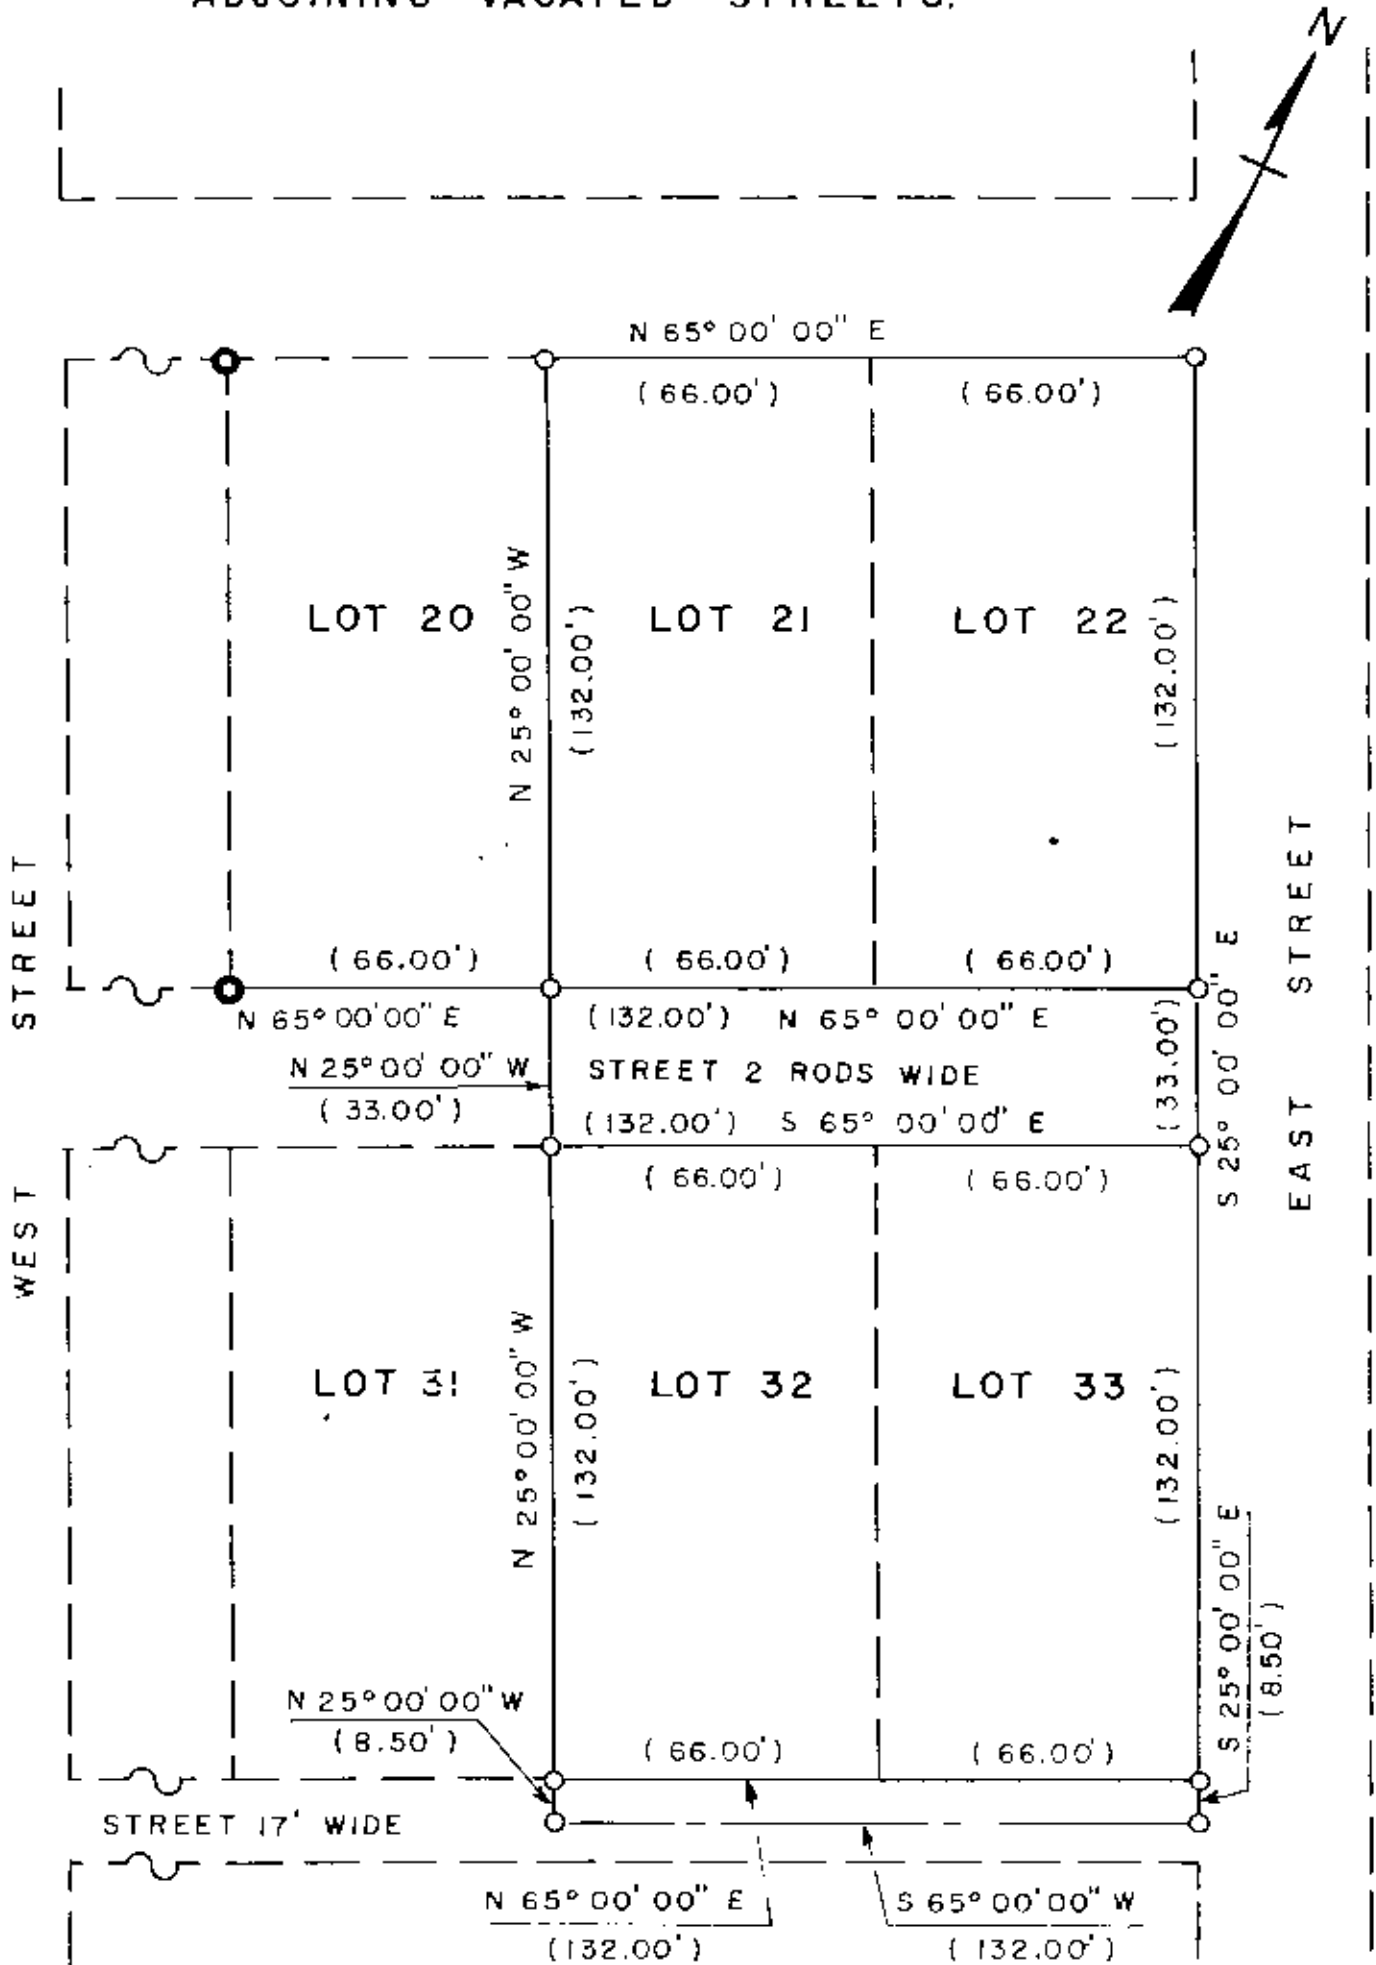 ADJOINING VACATED STREETS.
N
N 65° 00' 00" E
(66.00') (66.00')
LOT 20
N 25° 00' 00" W
(132.00')
LOT 21
LOT 22
(132.00')
(66.00') (66.00') (66.00')
N 65° 00' 00" E
(132.00') N 65° 00' 00" E
N 25° 00' 00" W
(33.00')
STREET 2 RODS WIDE
(33.00')
S 25° 00' 00" E
(132.00') S 65° 00' 00" E
(66.00') (66.00')
WEST STREET
EAST STREET
LOT 31
N 25° 00' 00" W
(132.00')
LOT 32
LOT 33
(132.00')
S 25° 00' 00" E
(8.50')
N 25° 00' 00" W
(8.50')
(66.00') (66.00')
STREET 17' WIDE
N 65° 00' 00" E
(132.00')
S 65° 00' 00" W
(132.00')